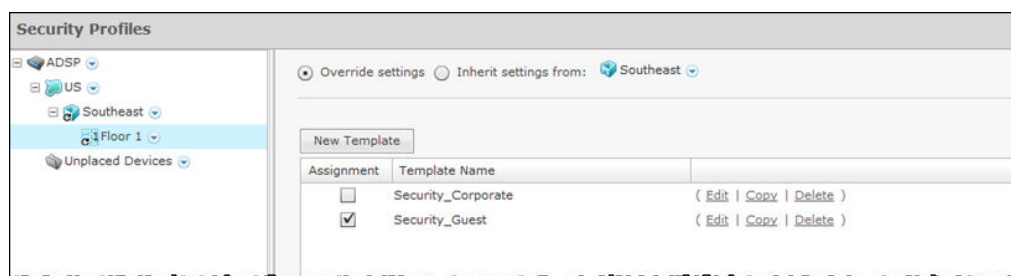 Security Profiles
ADSP
US
Southeast
1 Floor 1
Unplaced Devices
Override settings Inherit settings from: Southeast
New Template
Assignment Template Name
Security_Corporate ( Edit | Copy | Delete )
Security_Guest ( Edit | Copy | Delete )